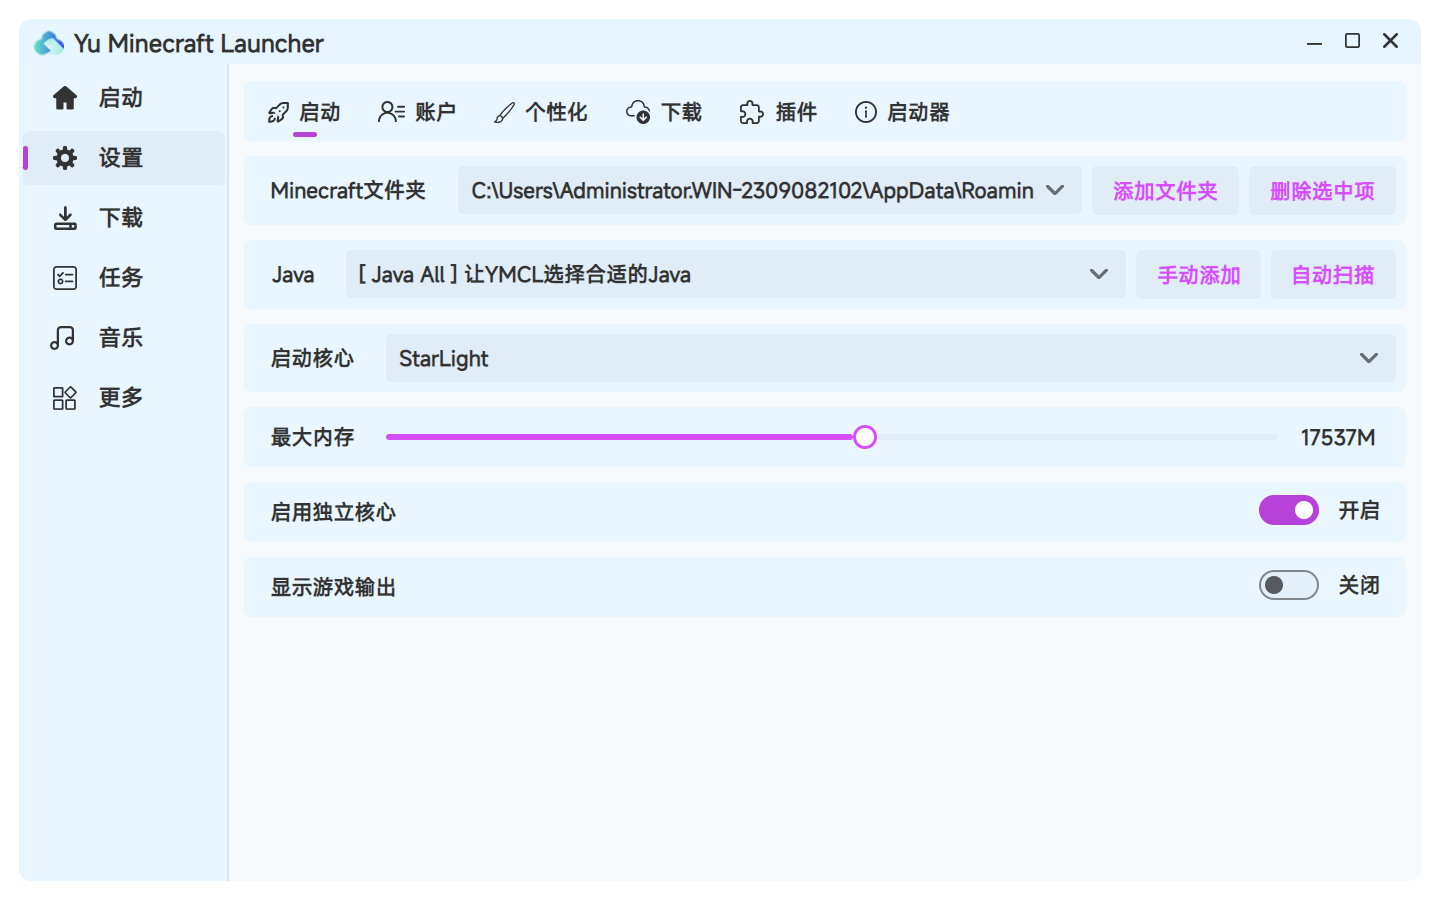 Yu Minecraft Launcher
启动
设置
下载
任务
音乐
更多
启动 账户 个性化 下载 插件 启动器
Minecraft文件夹 C:\Users\Administrator.WIN-2309082102\AppData\Roamin 添加文件夹 删除选中项
Java [ Java All ] 让YMCL选择合适的Java 手动添加 自动扫描
启动核心 StarLight
最大内存 17537M
启用独立核心 开启
显示游戏输出 关闭